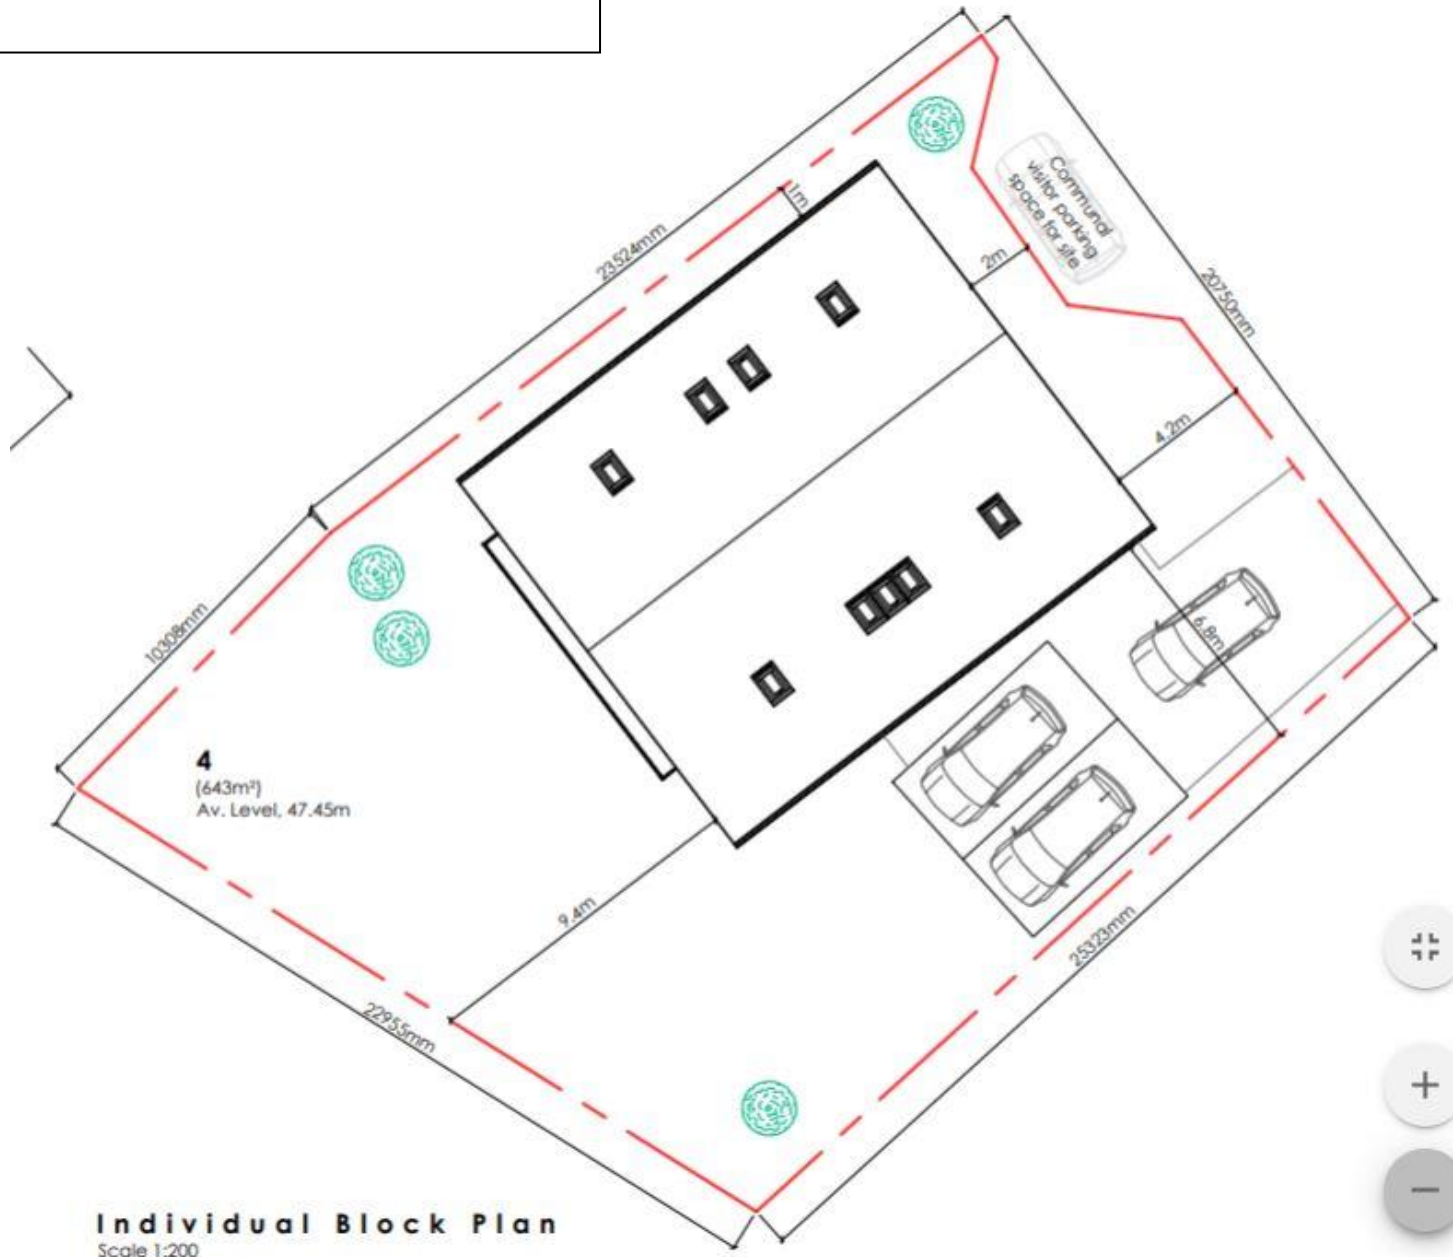 Communal
visitor parking
space for site
1m
23524mm
2m
20750mm
4.2m
10308mm
6.8m
4
(643m²)
Av. Level, 47.45m
9.4m
25323mm
22955mm
Individual Block Plan
Scale 1:200